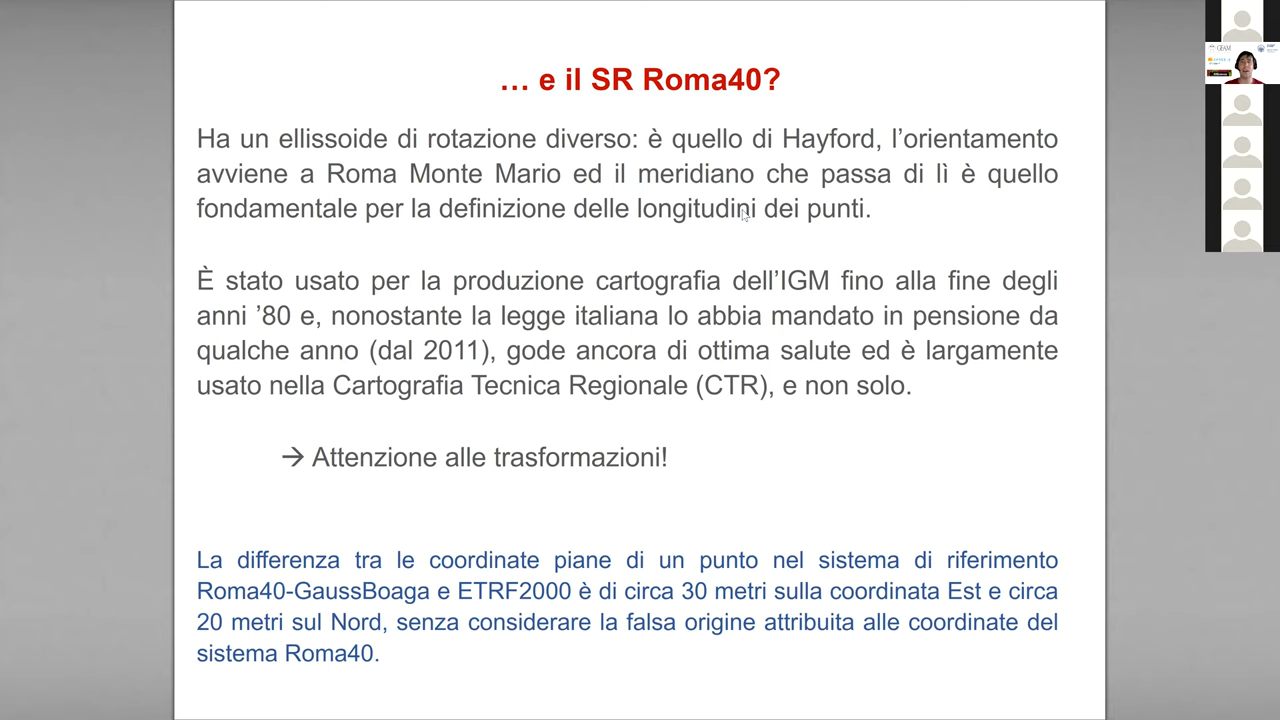 … e il SR Roma40?
Ha un ellissoide di rotazione diverso: è quello di Hayford, l’orientamento
avviene a Roma Monte Mario ed il meridiano che passa di lì è quello
fondamentale per la definizione delle longitudini dei punti.
È stato usato per la produzione cartografia dell’IGM fino alla fine degli
anni ’80 e, nonostante la legge italiana lo abbia mandato in pensione da
qualche anno (dal 2011), gode ancora di ottima salute ed è largamente
usato nella Cartografia Tecnica Regionale (CTR), e non solo.
→ Attenzione alle trasformazioni!
La differenza tra le coordinate piane di un punto nel sistema di riferimento
Roma40-GaussBoaga e ETRF2000 è di circa 30 metri sulla coordinata Est e circa
20 metri sul Nord, senza considerare la falsa origine attribuita alle coordinate del
sistema Roma40.